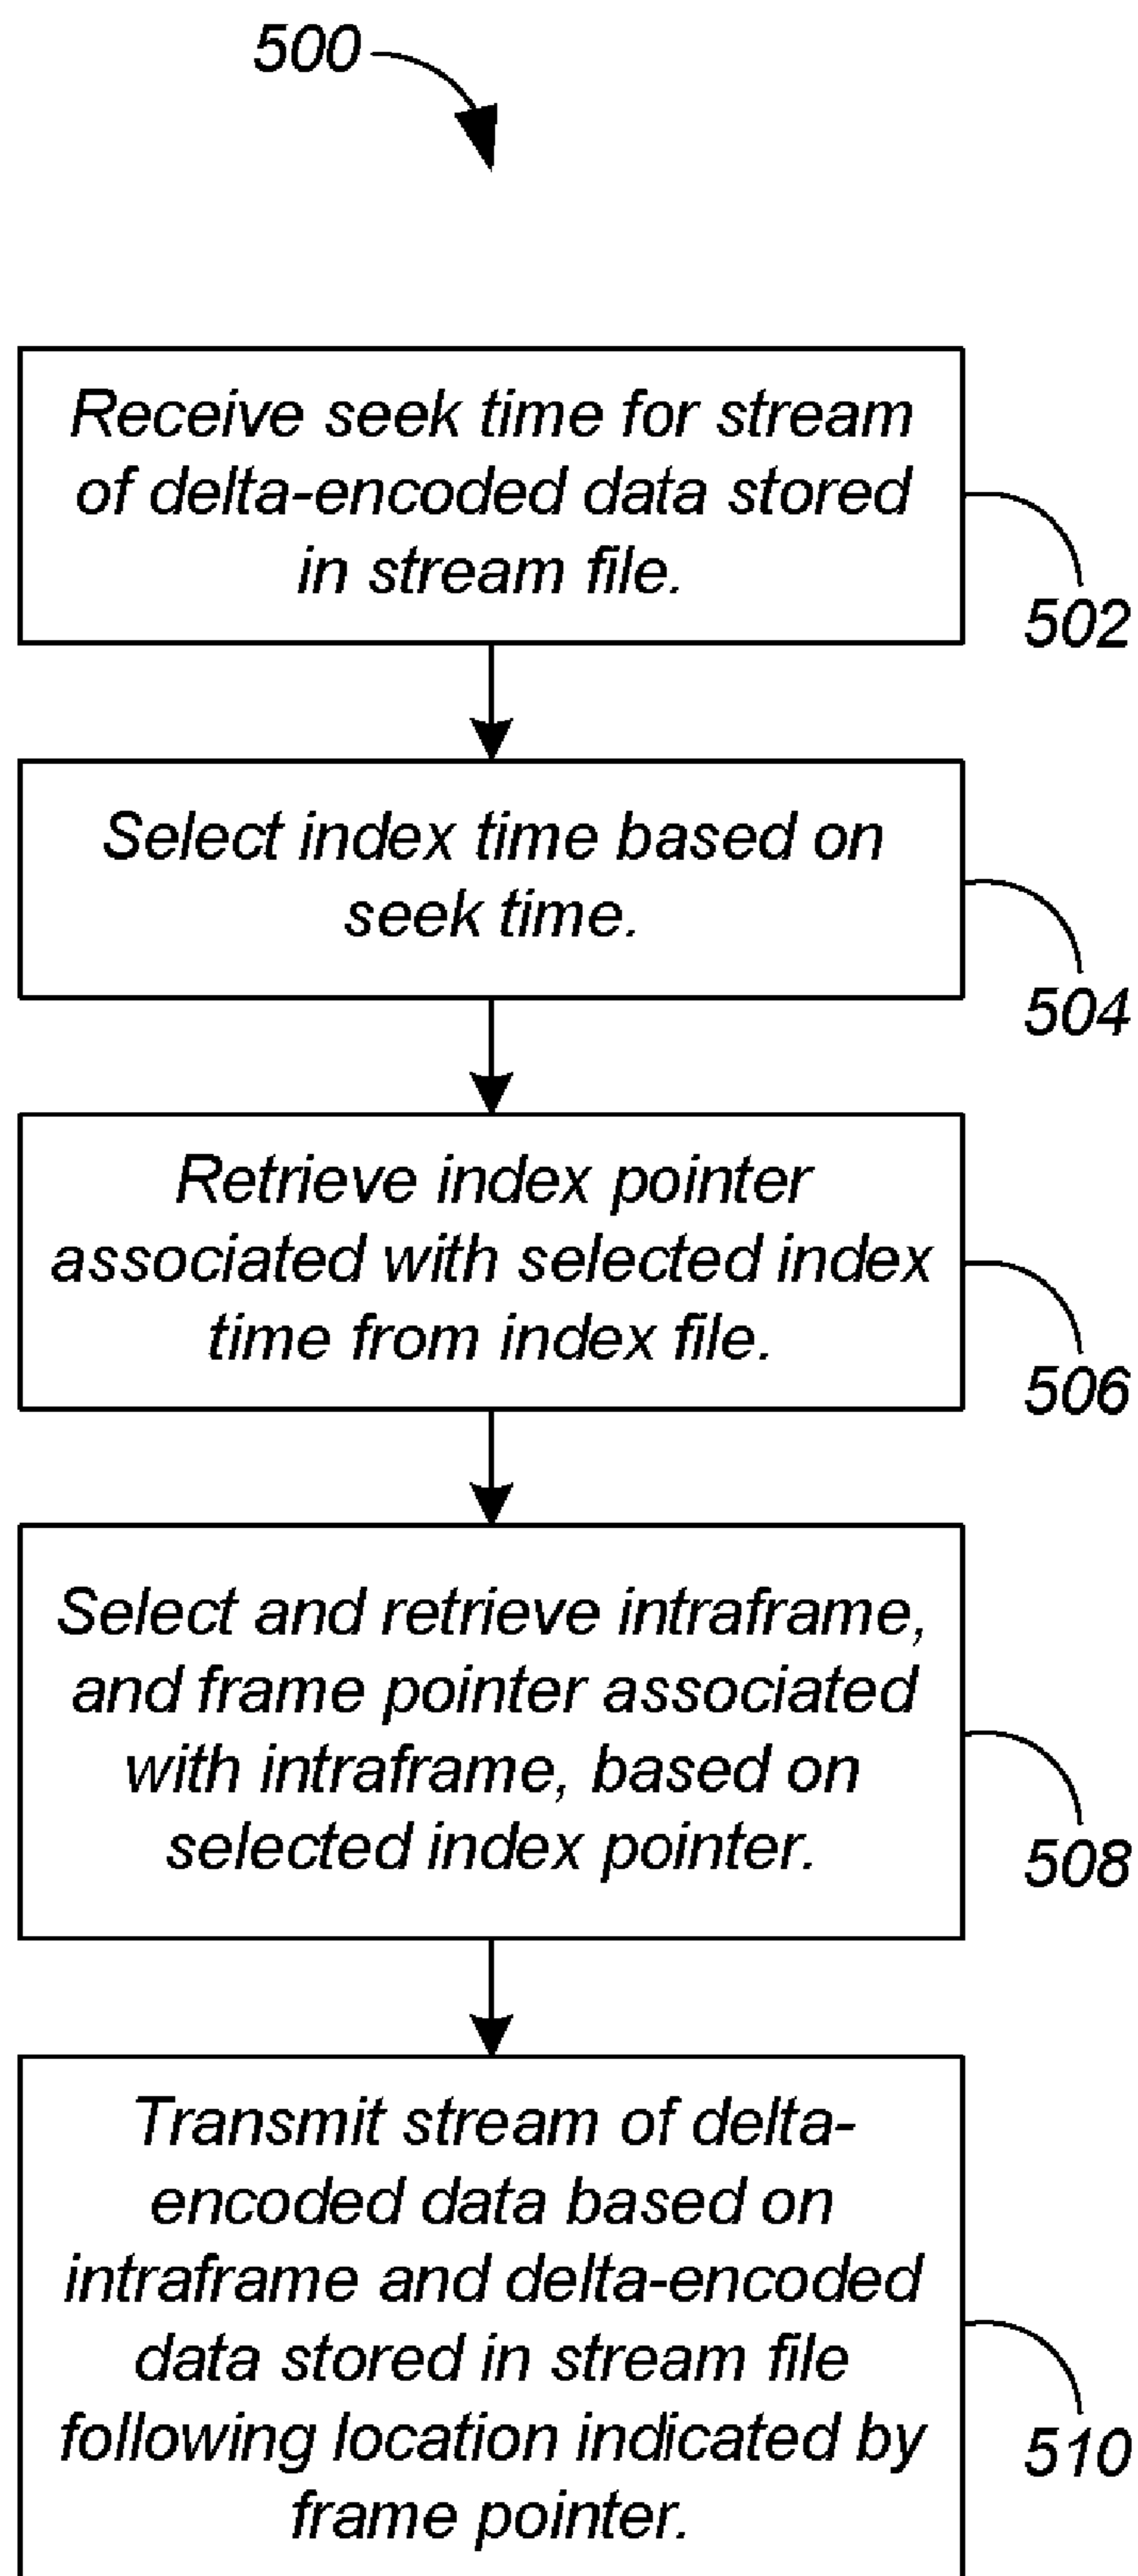 500
Receive seek time for stream
of delta-encoded data stored
in stream file.
502
Select index time based on
seek time.
504
Retrieve index pointer
associated with selected index
time from index file.
506
Select and retrieve intraframe,
and frame pointer associated
with intraframe, based on
selected index pointer.
508
Transmit stream of delta-
encoded data based on
intraframe and delta-encoded
data stored in stream file
following location indicated by
frame pointer.
510